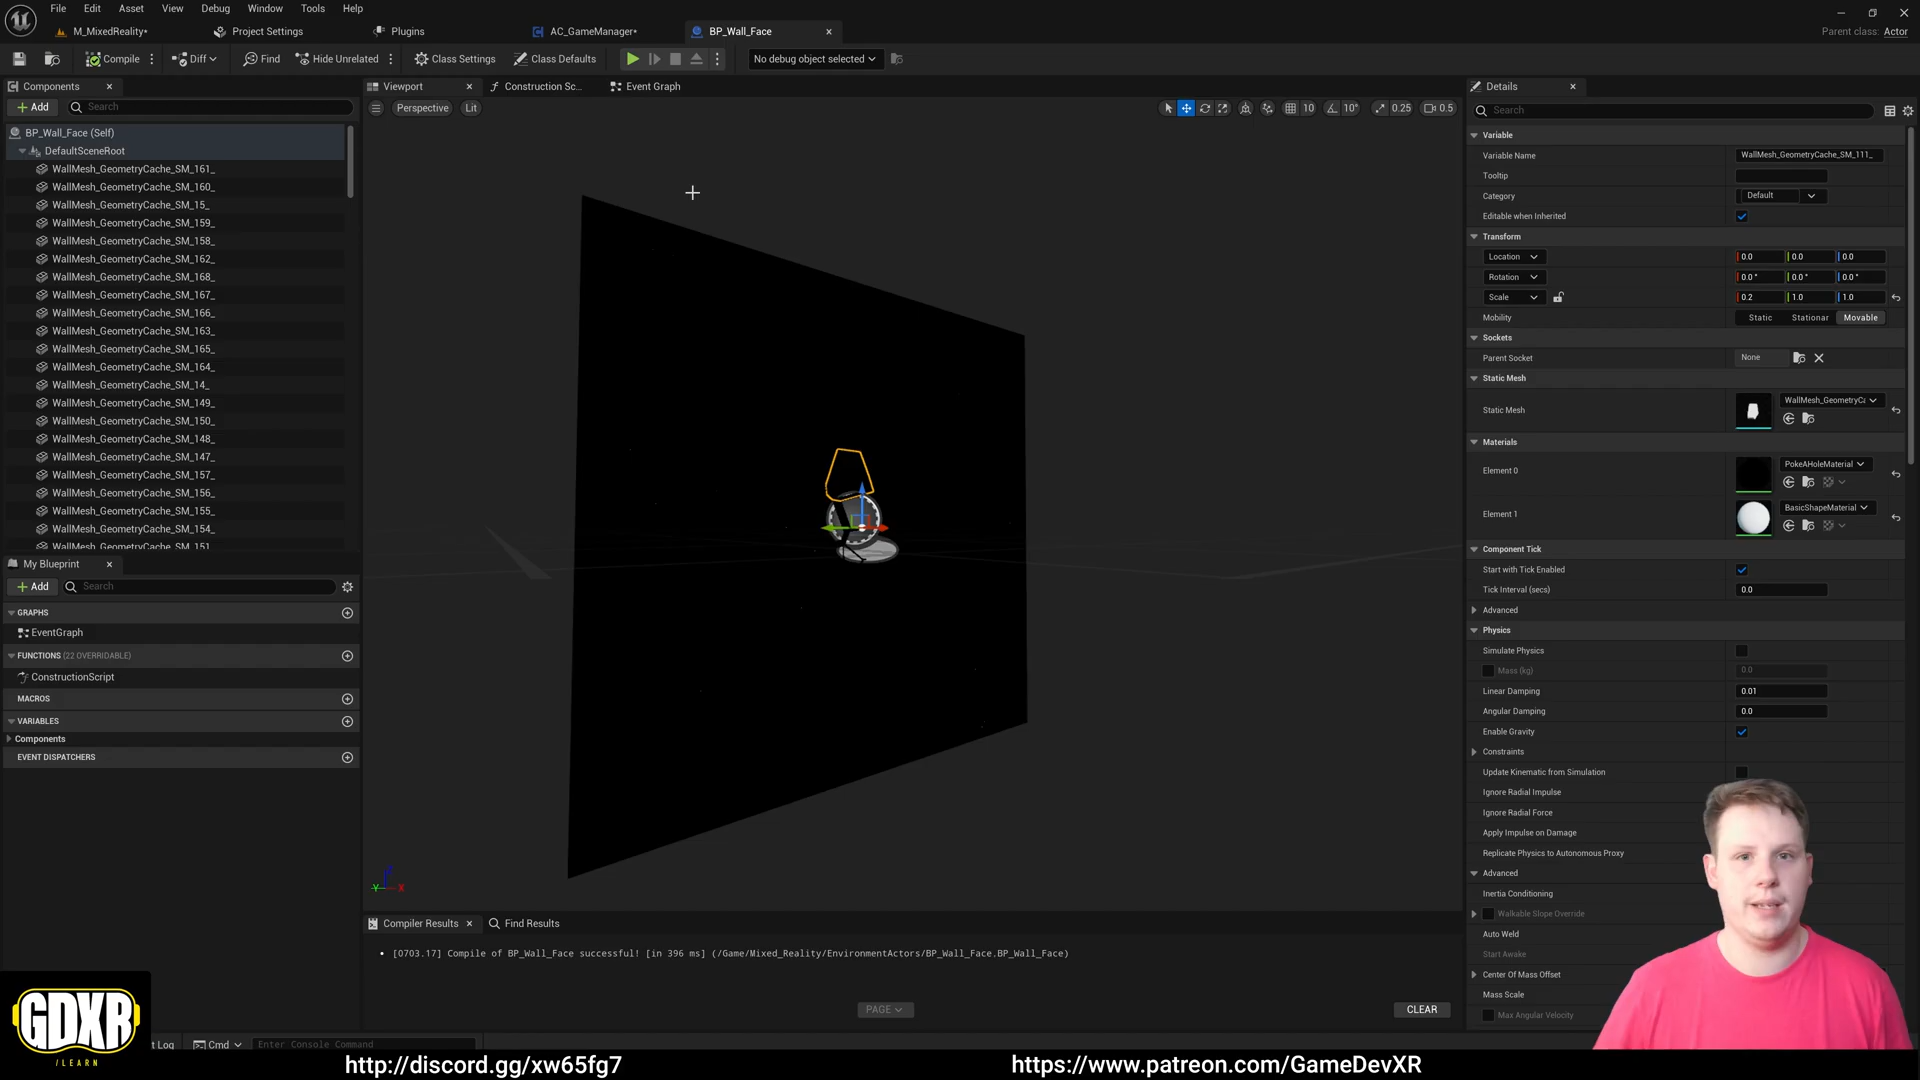 File Edit Asset View Debug Window Tools Help
M_MixedReality* Project Settings Plugins AC_GameManager* BP_Wall_Face
Parent class: Actor
Compile Diff Find Hide Unrelated Class Settings Class Defaults No debug object selected
Components
Add Search
BP_Wall_Face (Self)
DefaultSceneRoot
WallMesh_GeometryCache_SM_161_
WallMesh_GeometryCache_SM_160_
WallMesh_GeometryCache_SM_15_
WallMesh_GeometryCache_SM_159_
WallMesh_GeometryCache_SM_158_
WallMesh_GeometryCache_SM_162_
WallMesh_GeometryCache_SM_168_
WallMesh_GeometryCache_SM_167_
WallMesh_GeometryCache_SM_166_
WallMesh_GeometryCache_SM_163_
WallMesh_GeometryCache_SM_165_
WallMesh_GeometryCache_SM_164_
WallMesh_GeometryCache_SM_14_
WallMesh_GeometryCache_SM_149_
WallMesh_GeometryCache_SM_150_
WallMesh_GeometryCache_SM_148_
WallMesh_GeometryCache_SM_147_
WallMesh_GeometryCache_SM_157_
WallMesh_GeometryCache_SM_156_
WallMesh_GeometryCache_SM_155_
WallMesh_GeometryCache_SM_154_
WallMesh_GeometryCache_SM_151_
My Blueprint
Add Search
GRAPHS
EventGraph
FUNCTIONS (22 OVERRIDABLE)
ConstructionScript
MACROS
VARIABLES
Components
EVENT DISPATCHERS
Viewport Construction Sc... Event Graph
Perspective Lit 10 10° 0.25 0.5
Y X
Compiler Results Find Results
[0703.17] Compile of BP_Wall_Face successful! [in 396 ms] (/Game/Mixed_Reality/EnvironmentActors/BP_Wall_Face.BP_Wall_Face)
PAGE CLEAR
Details
Search
Variable
Variable Name WallMesh_GeometryCache_SM_111_
Tooltip
Category Default
Editable when Inherited
Transform
Location 0.0 0.0 0.0
Rotation 0.0° 0.0° 0.0°
Scale 0.2 1.0 1.0
Mobility Static Stationar Movable
Sockets
Parent Socket None
Static Mesh
Static Mesh WallMesh_GeometryCa
Materials
Element 0 PokeAHoleMaterial
Element 1 BasicShapeMaterial
Component Tick
Start with Tick Enabled
Tick Interval (secs) 0.0
Advanced
Physics
Simulate Physics
Mass (kg) 0.0
Linear Damping 0.01
Angular Damping 0.0
Enable Gravity
Constraints
Update Kinematic from Simulation
Ignore Radial Impulse
Ignore Radial Force
Apply Impulse on Damage
Replicate Physics to Autonomous Proxy
Advanced
Inertia Conditioning
Walkable Slope Override
Auto Weld
Start Awake
Center Of Mass Offset
Mass Scale
Max Angular Velocity
GDXR
/LEARN
t Log Cmd Enter Console Command
http://discord.gg/xw65fg7 https://www.patreon.com/GameDevXR